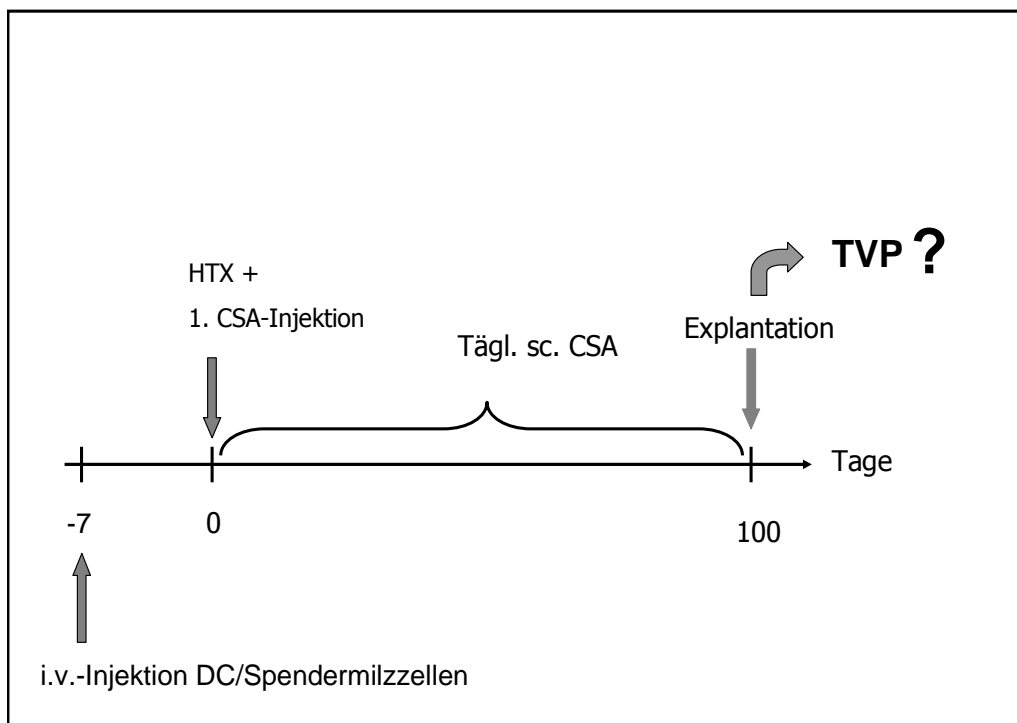 TVP ?
HTX +
1. CSA-Injektion
Explantation
Tägl. sc. CSA
Tage
-7
0
100
i.v.-Injektion DC/Spendermilzzellen